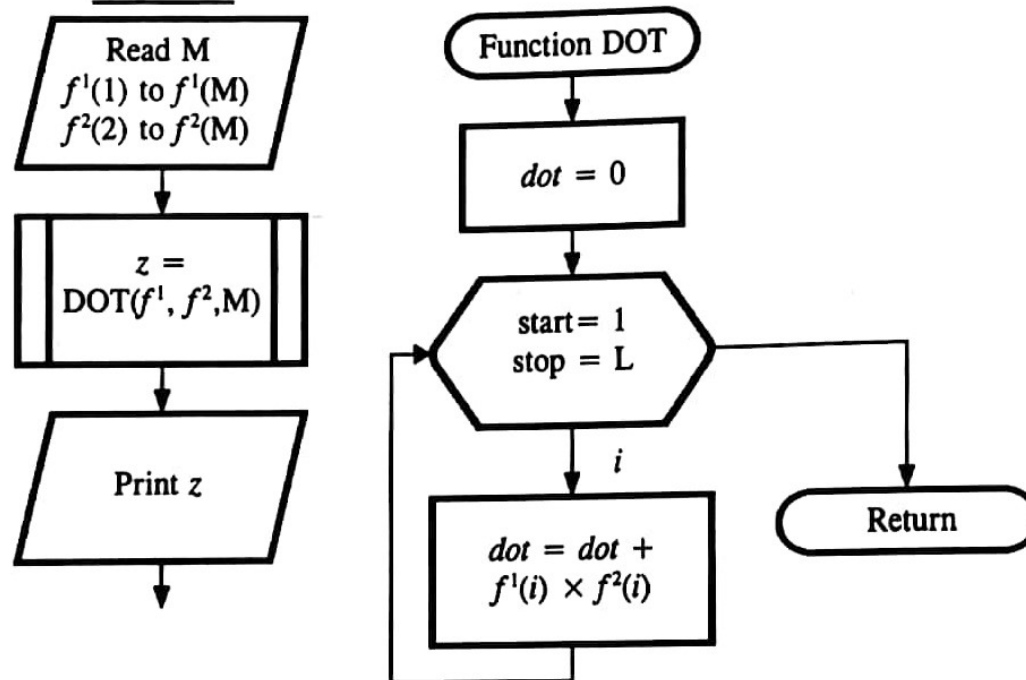 Read M
f¹(1) to f¹(M)
f²(2) to f²(M)
z =
DOT(f¹, f²,M)
Print z
Function DOT
dot = 0
start= 1
stop = L
i
dot = dot +
f¹(i) × f²(i)
Return